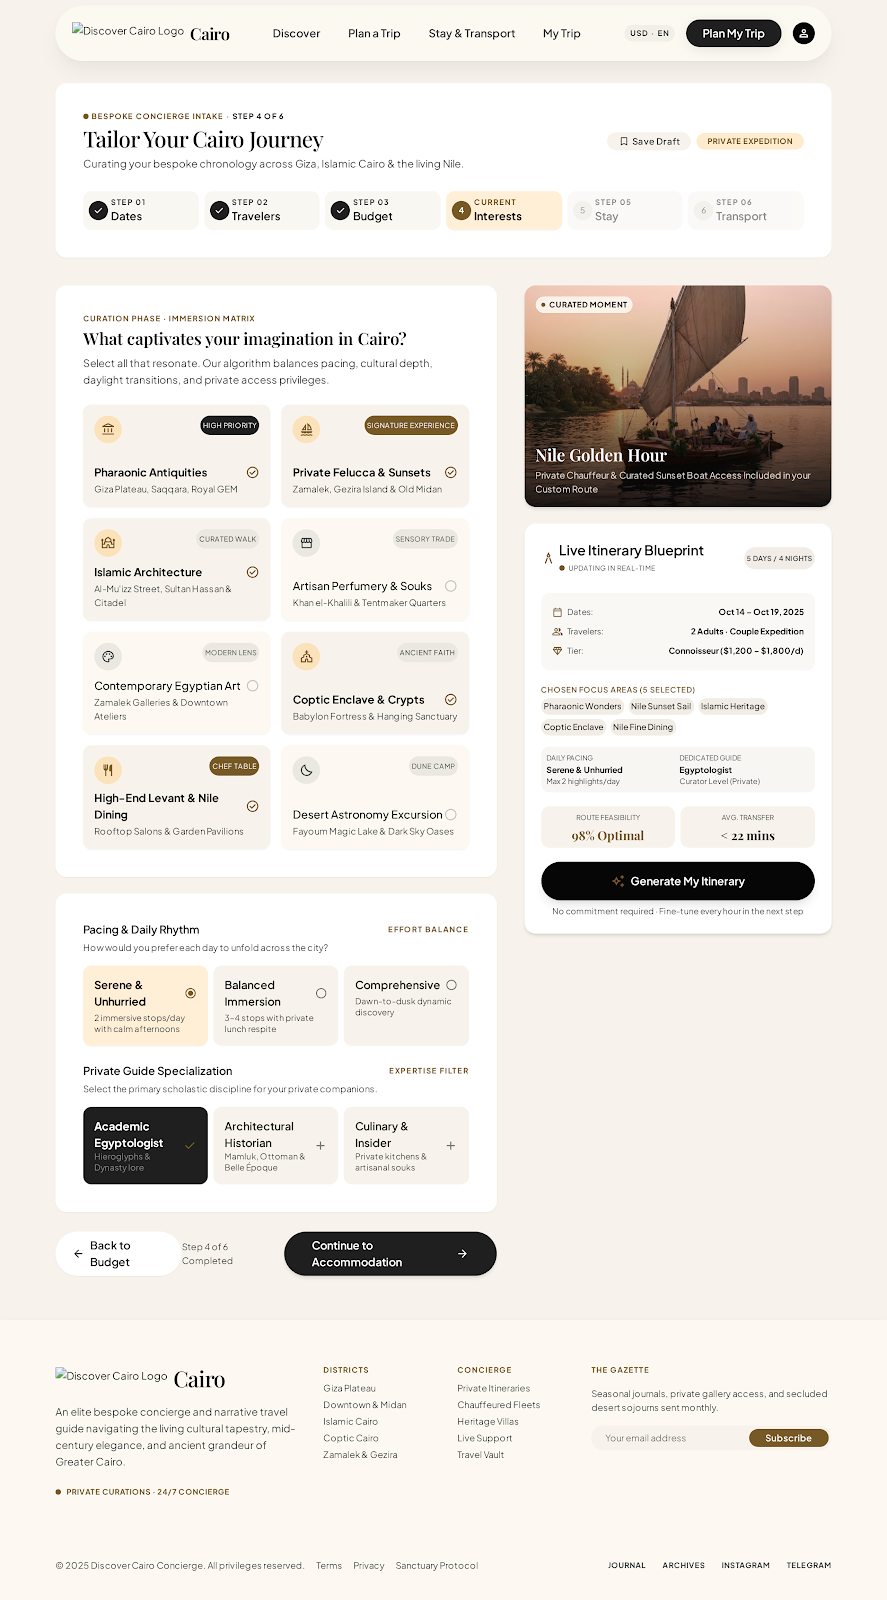 Discover Cairo Logo Cairo
Discover
Plan a Trip
Stay & Transport
My Trip
USD · EN
Plan My Trip
BESPOKE CONCIERGE INTAKE · STEP 4 OF 6
Tailor Your Cairo Journey
Curating your bespoke chronology across Giza, Islamic Cairo & the living Nile.
Save Draft
PRIVATE EXPEDITION
STEP 01
Dates
STEP 02
Travelers
STEP 03
Budget
4
CURRENT
Interests
5
STEP 05
Stay
6
STEP 06
Transport
CURATION PHASE · IMMERSION MATRIX
What captivates your imagination in Cairo?
Select all that resonate. Our algorithm balances pacing, cultural depth,
daylight transitions, and private access privileges.
HIGH PRIORITY
Pharaonic Antiquities
Giza Plateau, Saqqara, Royal GEM
SIGNATURE EXPERIENCE
Private Felucca & Sunsets
Zamalek, Gezira Island & Old Midan
CURATED WALK
Islamic Architecture
Al-Mu'izz Street, Sultan Hassan &
Citadel
SENSORY TRADE
Artisan Perfumery & Souks
Khan el-Khalili & Tentmaker Quarters
MODERN LENS
Contemporary Egyptian Art
Zamalek Galleries & Downtown
Ateliers
ANCIENT FAITH
Coptic Enclave & Crypts
Babylon Fortress & Hanging Sanctuary
CHEF TABLE
High-End Levant & Nile
Dining
Rooftop Salons & Garden Pavilions
DUNE CAMP
Desert Astronomy Excursion
Fayoum Magic Lake & Dark Sky Oases
Pacing & Daily Rhythm
EFFORT BALANCE
How would you prefer each day to unfold across the city?
Serene &
Unhurried
2 immersive stops/day
with calm afternoons
Balanced
Immersion
3–4 stops with private
lunch respite
Comprehensive
Dawn-to-dusk dynamic
discovery
Private Guide Specialization
EXPERTISE FILTER
Select the primary scholastic discipline for your private companions.
Academic
Egyptologist
Hieroglyphs &
Dynasty lore
Architectural
Historian
Mamluk, Ottoman &
Belle Époque
Culinary &
Insider
Private kitchens &
artisanal souks
Back to
Budget
Step 4 of 6
Completed
Continue to
Accommodation
CURATED MOMENT
Nile Golden Hour
Private Chauffeur & Curated Sunset Boat Access Included in your
Custom Route
Live Itinerary Blueprint
UPDATING IN REAL-TIME
5 DAYS / 4 NIGHTS
Dates:
Oct 14 – Oct 19, 2025
Travelers:
2 Adults · Couple Expedition
Tier:
Connoisseur ($1,200 – $1,800/d)
CHOSEN FOCUS AREAS (5 SELECTED)
Pharaonic Wonders
Nile Sunset Sail
Islamic Heritage
Coptic Enclave
Nile Fine Dining
DAILY PACING
Serene & Unhurried
Max 2 highlights/day
DEDICATED GUIDE
Egyptologist
Curator Level (Private)
ROUTE FEASIBILITY
98% Optimal
AVG. TRANSFER
< 22 mins
Generate My Itinerary
No commitment required · Fine-tune every hour in the next step
Discover Cairo Logo Cairo
An elite bespoke concierge and narrative travel
guide navigating the living cultural tapestry, mid-
century elegance, and ancient grandeur of
Greater Cairo.
PRIVATE CURATIONS · 24/7 CONCIERGE
DISTRICTS
Giza Plateau
Downtown & Midan
Islamic Cairo
Coptic Cairo
Zamalek & Gezira
CONCIERGE
Private Itineraries
Chauffeured Fleets
Heritage Villas
Live Support
Travel Vault
THE GAZETTE
Seasonal journals, private gallery access, and secluded
desert sojourns sent monthly.
Your email address
Subscribe
© 2025 Discover Cairo Concierge. All privileges reserved.
Terms
Privacy
Sanctuary Protocol
JOURNAL
ARCHIVES
INSTAGRAM
TELEGRAM